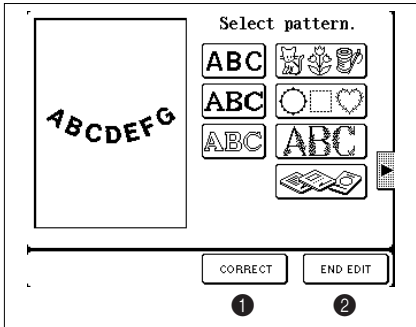 Select pattern.
ABC
ABCDEFG
ABC
ABC
ABC
CORRECT END EDIT
1 2